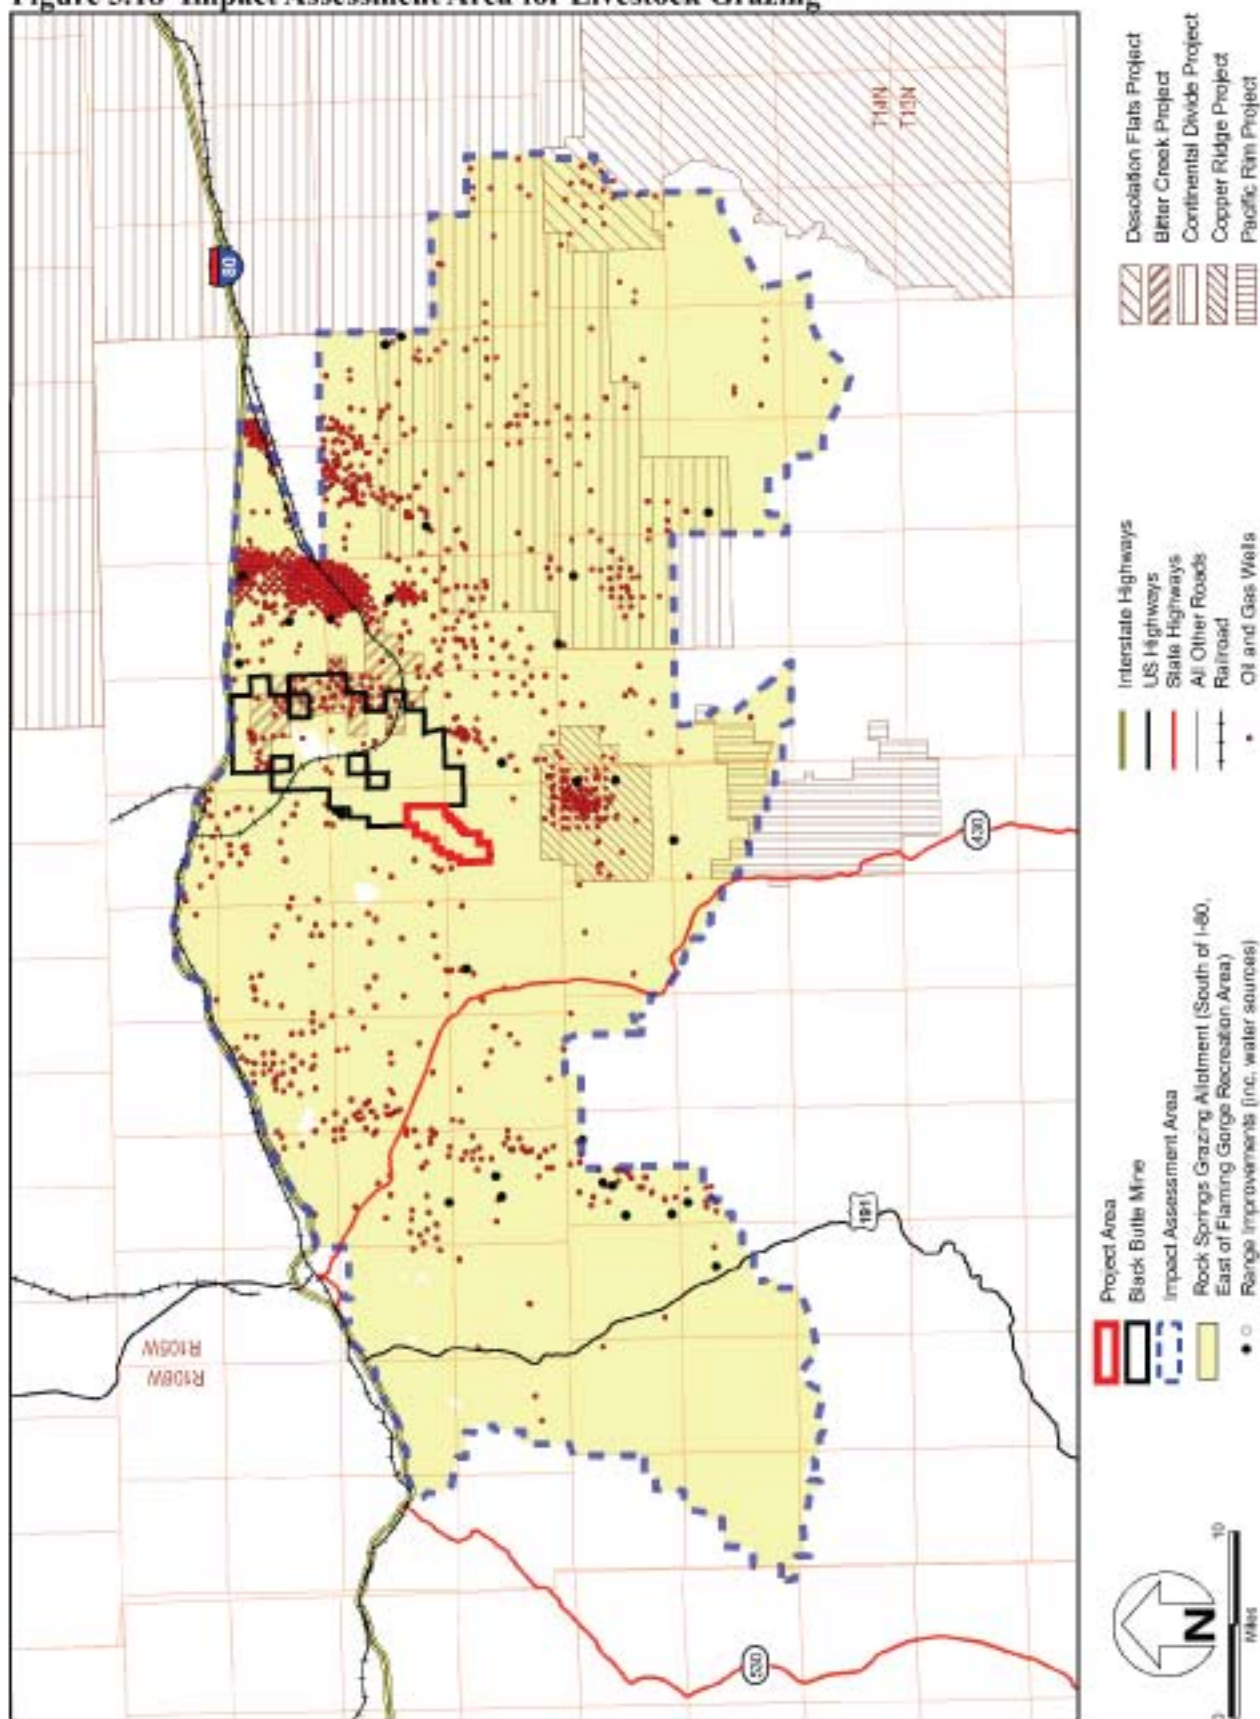 Figure 5.18 Impact Assessment Area for Livestock Grazing
80
T14N
T13N
R105W
R106W
430
191
530
Project Area
Black Butte Mine
Impact Assessment Area
Rock Springs Grazing Allotment (South of I-80,
East of Flaming Gorge Recreation Area)
Range Improvements (inc. water sources)
Interstate Highways
US Highways
State Highways
All Other Roads
Railroad
Oil and Gas Wells
Desolation Flats Project
Bitter Creek Project
Continental Divide Project
Copper Ridge Project
Pacific Rim Project
N
0
10
Miles